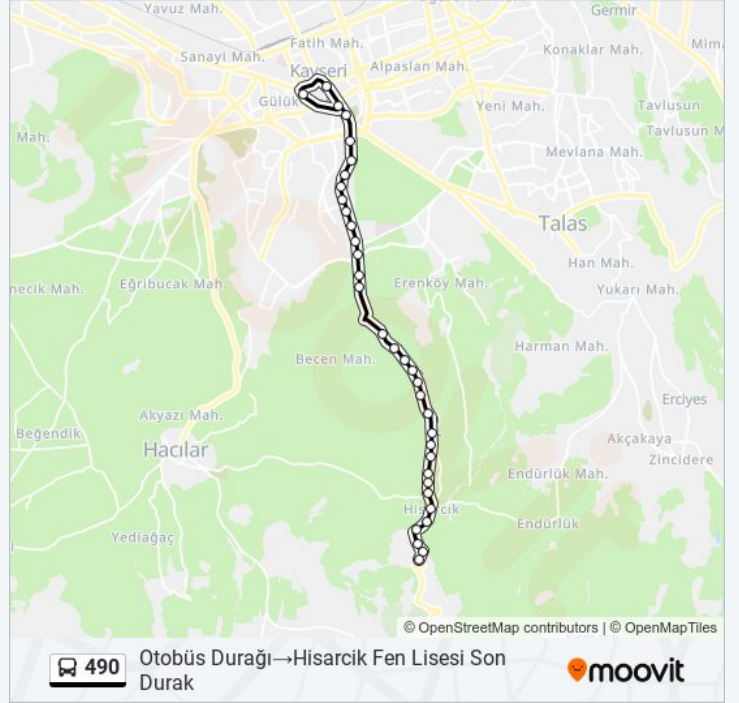 Yavuz Mah.
Germir
Fatih Mah.
Sanayi Mah.
Konaklar Mah.
Mim
Kayseri
Alpaslan Mah.
Gülük
Yeni Mah.
Tavlusun
Mah.
Tavlusun M
Mevlana Mah.
Talas
Han Mah.
necik Mah.
Eğribucak Mah.
Erenköy Mah.
Yukarı Mah.
Harman Mah.
Becen Mah.
Erciyes
Akyazı Mah.
Beğendik
Hacılar
Akçakaya
Zincidere
Endürlük Mah.
Hisarcık
Endürlük
Yedlağaç
© OpenStreetMap contributors | © OpenMapTiles
490
Otobüs Durağı→Hisarcik Fen Lisesi Son
Durak
moovit